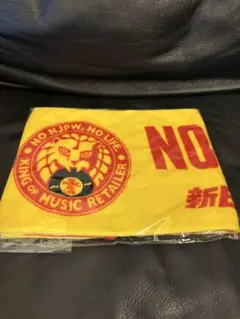 NO NJPW, NO LIFE.
KING OF MUSIC RETAILER
NO
新日